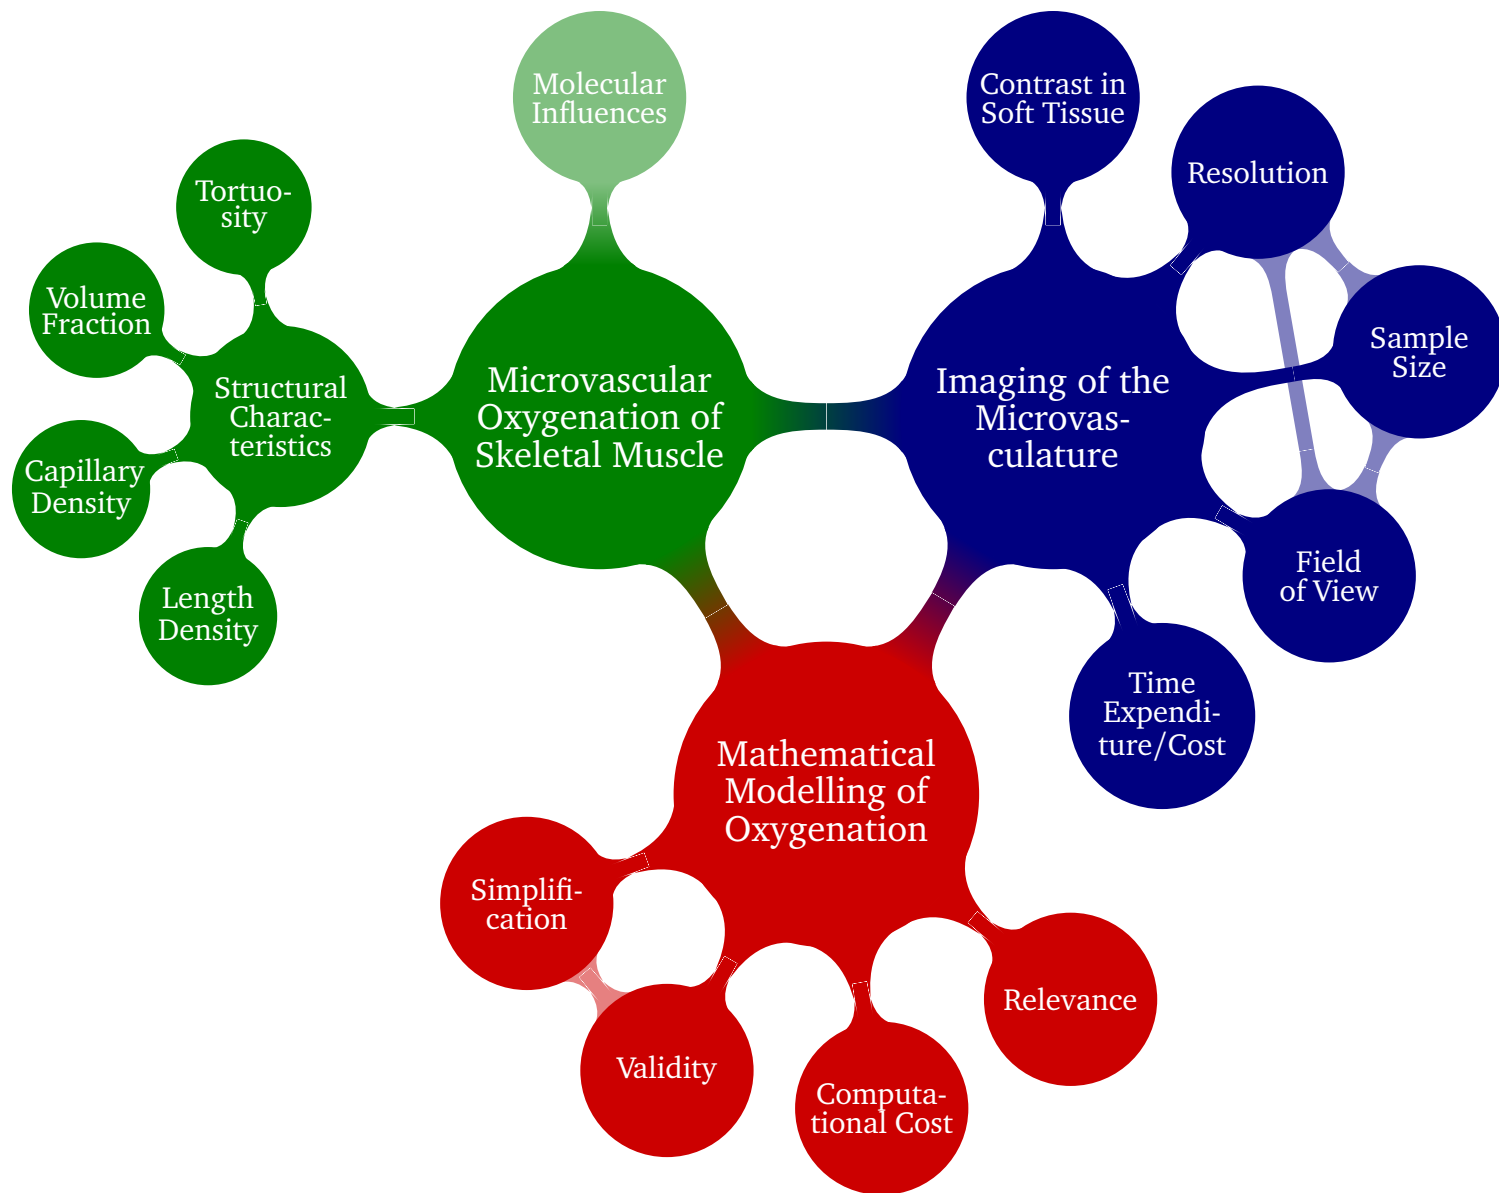 Molecular
Influences
Contrast in
Soft Tissue
Resolution
Tortuo-
sity
Volume
Fraction
Sample
Size
Structural
Charac-
teristics
Microvascular
Oxygenation of
Skeletal Muscle
Imaging of the
Microvas-
culature
Capillary
Density
Length
Density
Field
of View
Time
Expendi-
ture/Cost
Mathematical
Modelling of
Oxygenation
Simplifi-
cation
Relevance
Validity
Computa-
tional Cost